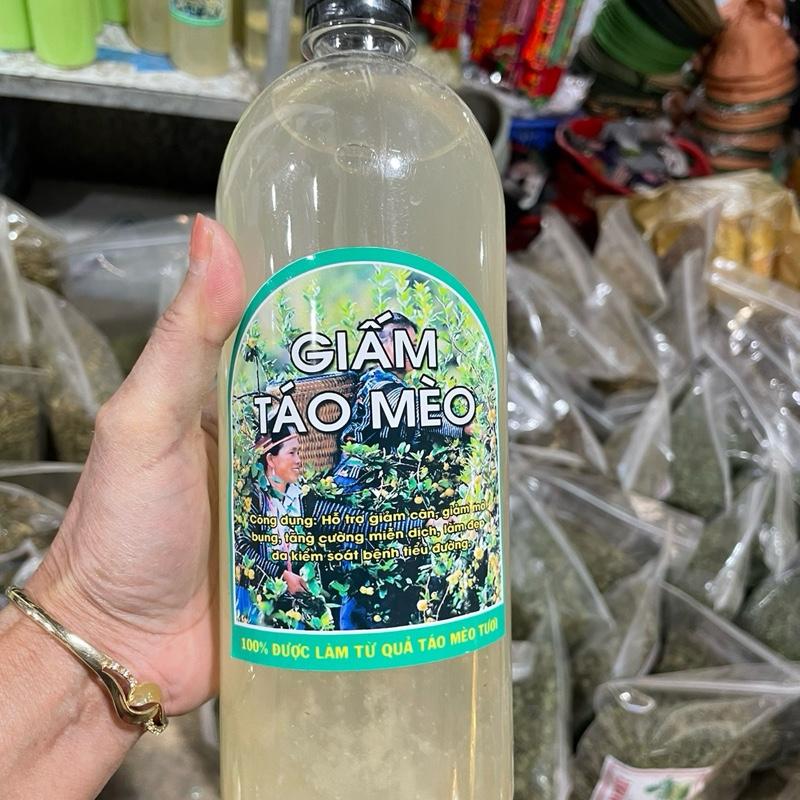 GIẤM
TÁO MÈO
Công dụng: Hỗ trợ giảm cân, giảm mỡ
bụng, tăng cường miễn dịch, làm đẹp
da kiểm soát bệnh tiểu đường.
100% ĐƯỢC LÀM TỪ QUẢ TÁO MÈO TƯƠI